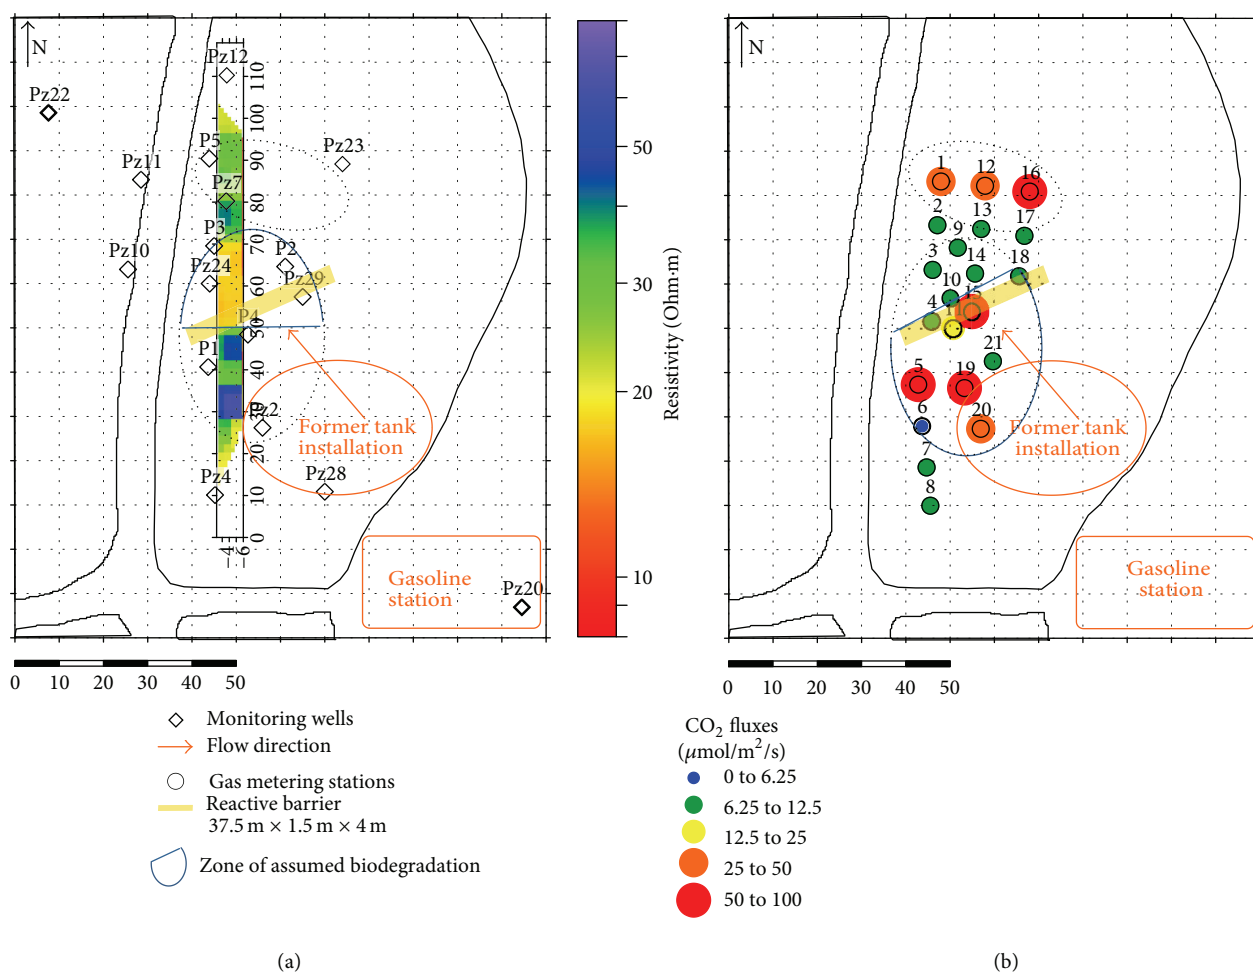 N
Pz12
Pz22
P5
Pz23
Pz11
Pz7
P3
P2
Pz10
Pz24
Pz29
P4
P1
Pz2
Former tank
installation
Pz4
Pz28
Gasoline
station
Pz20
110
100
90
80
70
60
50
40
30
20
10
0
−4
−6
0 10 20 30 40 50
Monitoring wells
Flow direction
Gas metering stations
Reactive barrier
37.5 m × 1.5 m × 4 m
Zone of assumed biodegradation
(a)
50
30
20
10
Resistivity (Ohm·m)
N
1
12
16
2
13
17
9
3
14
18
10
15
4
11
21
5
19
6
20
Former tank
installation
7
8
Gasoline
station
0 10 20 30 40 50
CO₂ fluxes
(μmol/m²/s)
0 to 6.25
6.25 to 12.5
12.5 to 25
25 to 50
50 to 100
(b)